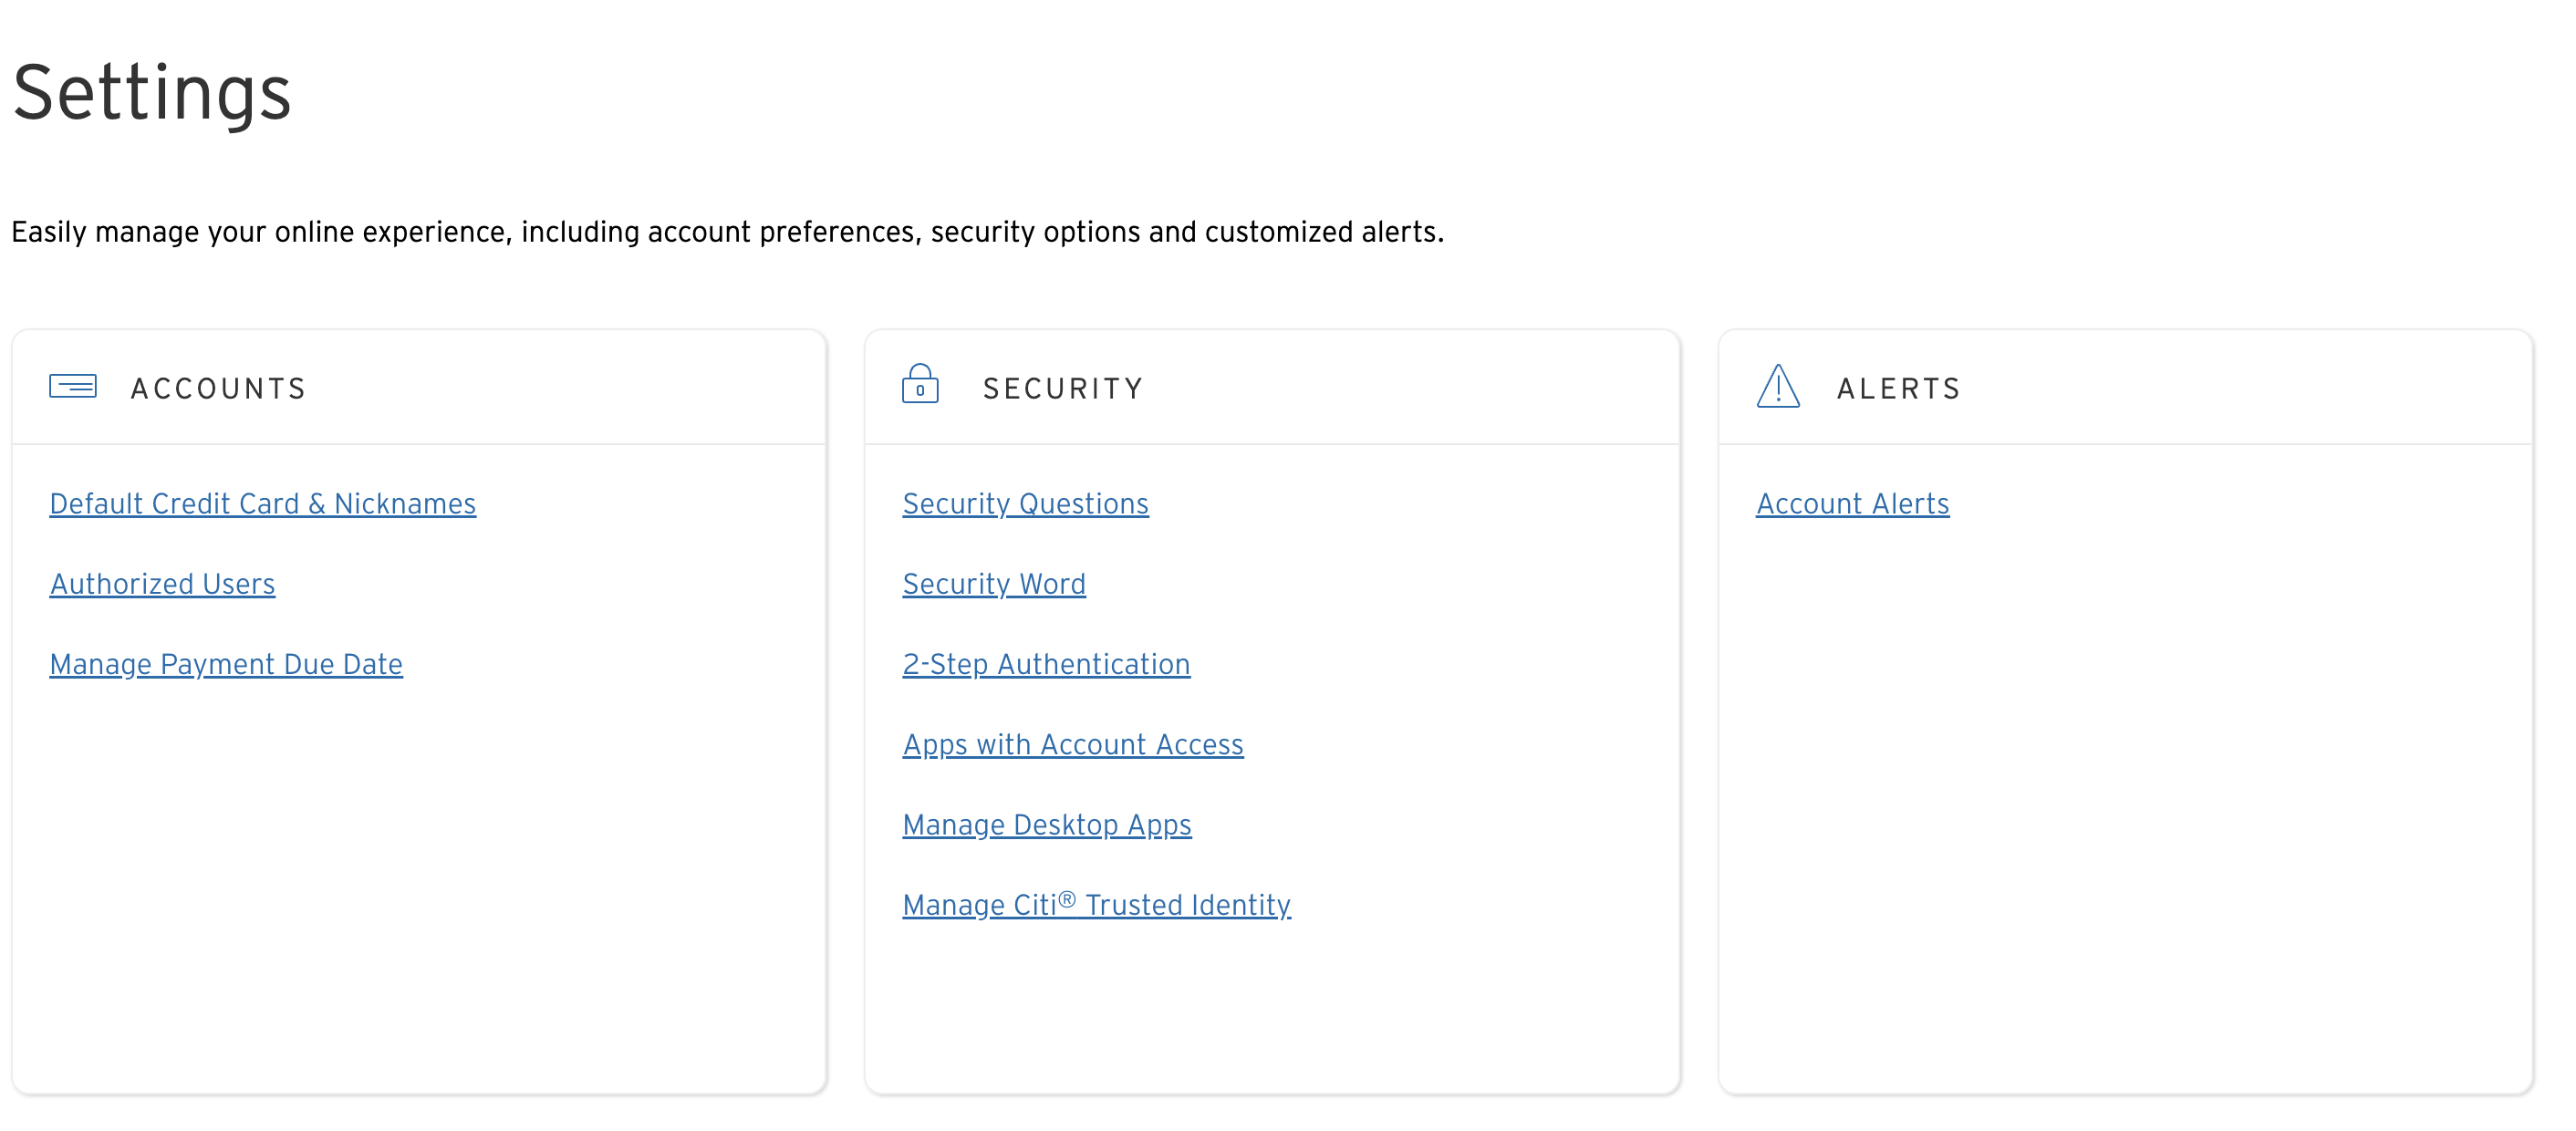 Settings
Easily manage your online experience, including account preferences, security options and customized alerts.
ACCOUNTS
Default Credit Card & Nicknames
Authorized Users
Manage Payment Due Date
SECURITY
Security Questions
Security Word
2-Step Authentication
Apps with Account Access
Manage Desktop Apps
Manage Citi® Trusted Identity
ALERTS
Account Alerts